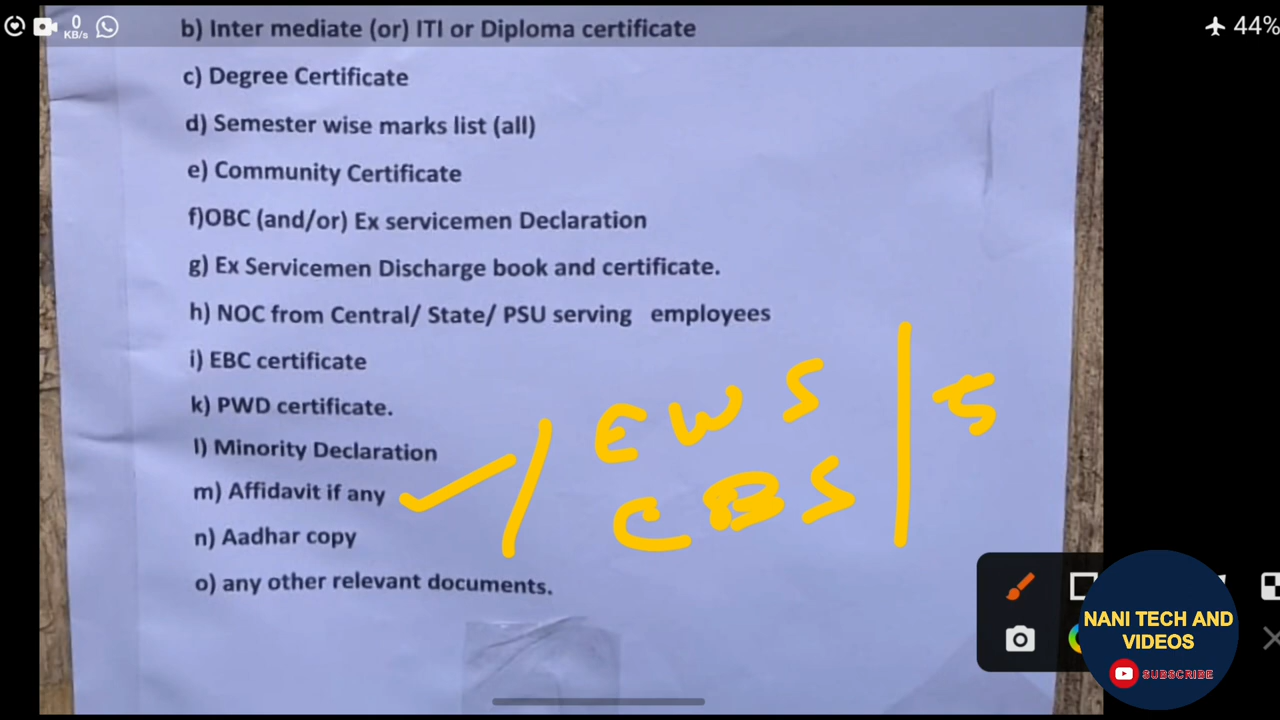 0
KB/s
44%
b) Inter mediate (or) ITI or Diploma certificate
c) Degree Certificate
d) Semester wise marks list (all)
e) Community Certificate
f)OBC (and/or) Ex servicemen Declaration
g) Ex Servicemen Discharge book and certificate.
h) NOC from Central/ State/ PSU serving employees
i) EBC certificate
k) PWD certificate.
l) Minority Declaration
m) Affidavit if any
n) Aadhar copy
o) any other relevant documents.
EWS
NANI TECH AND
VIDEOS
SUBSCRIBE